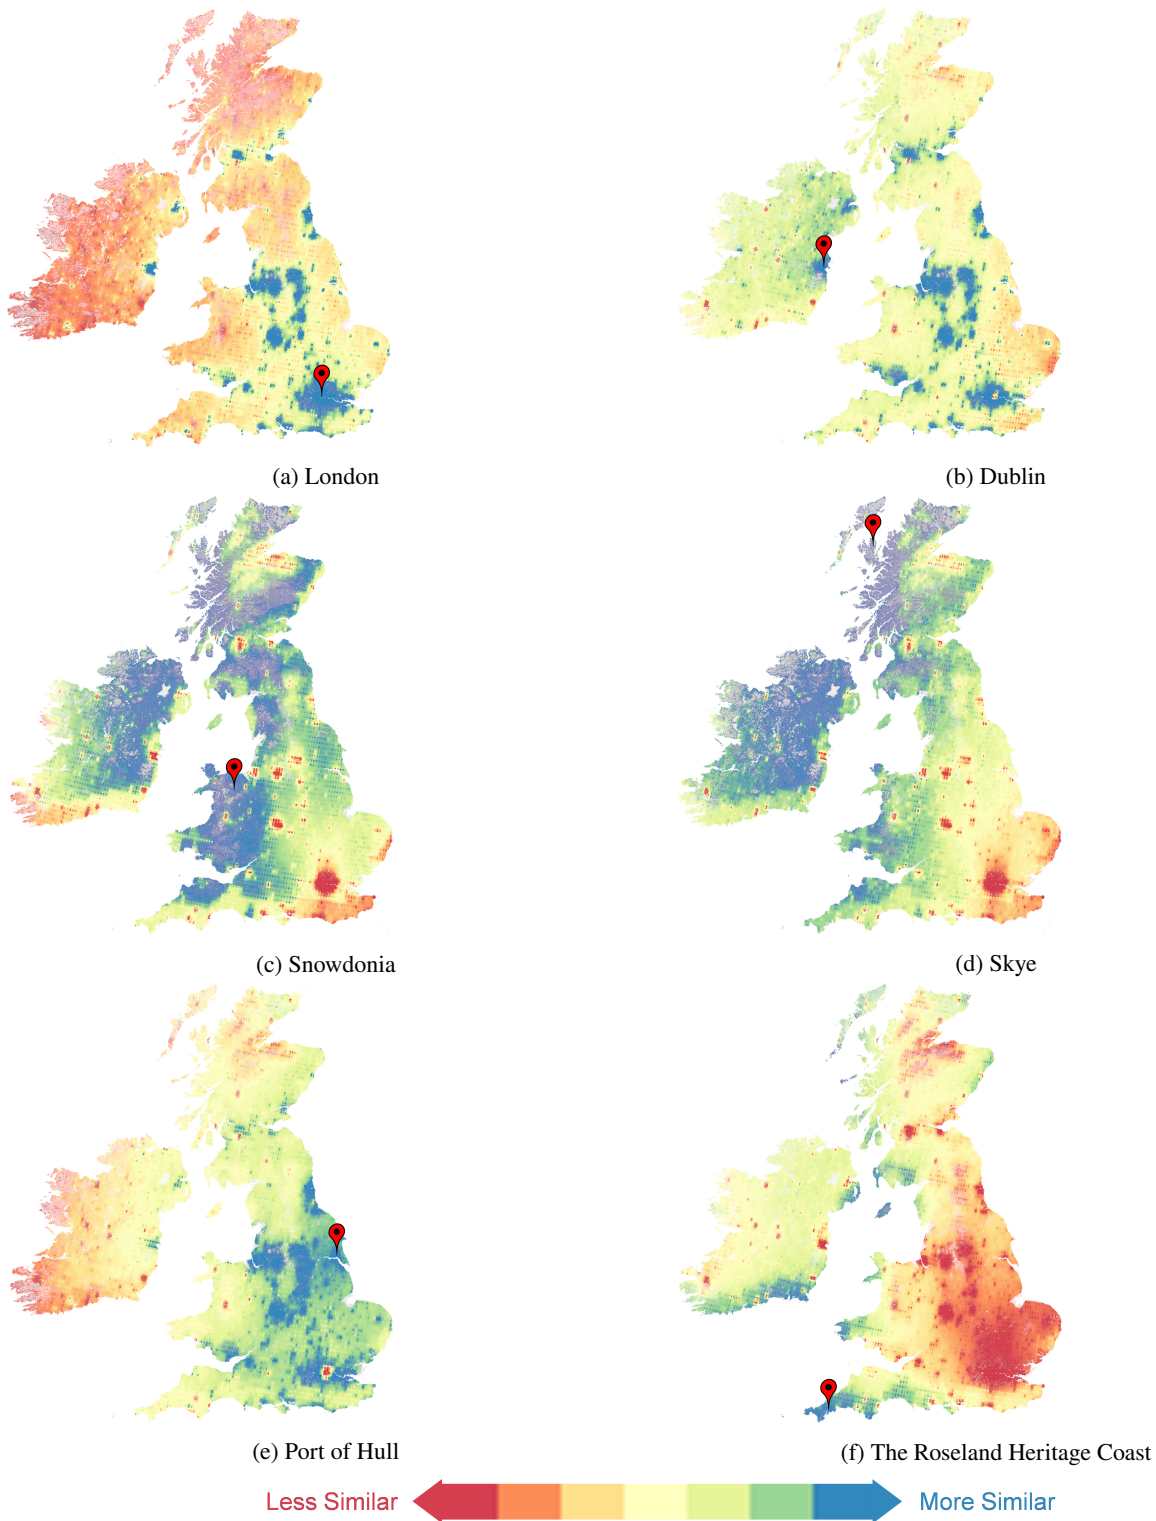 (a) London
(b) Dublin
(c) Snowdonia
(d) Skye
(e) Port of Hull
(f) The Roseland Heritage Coast
Less Similar
More Similar